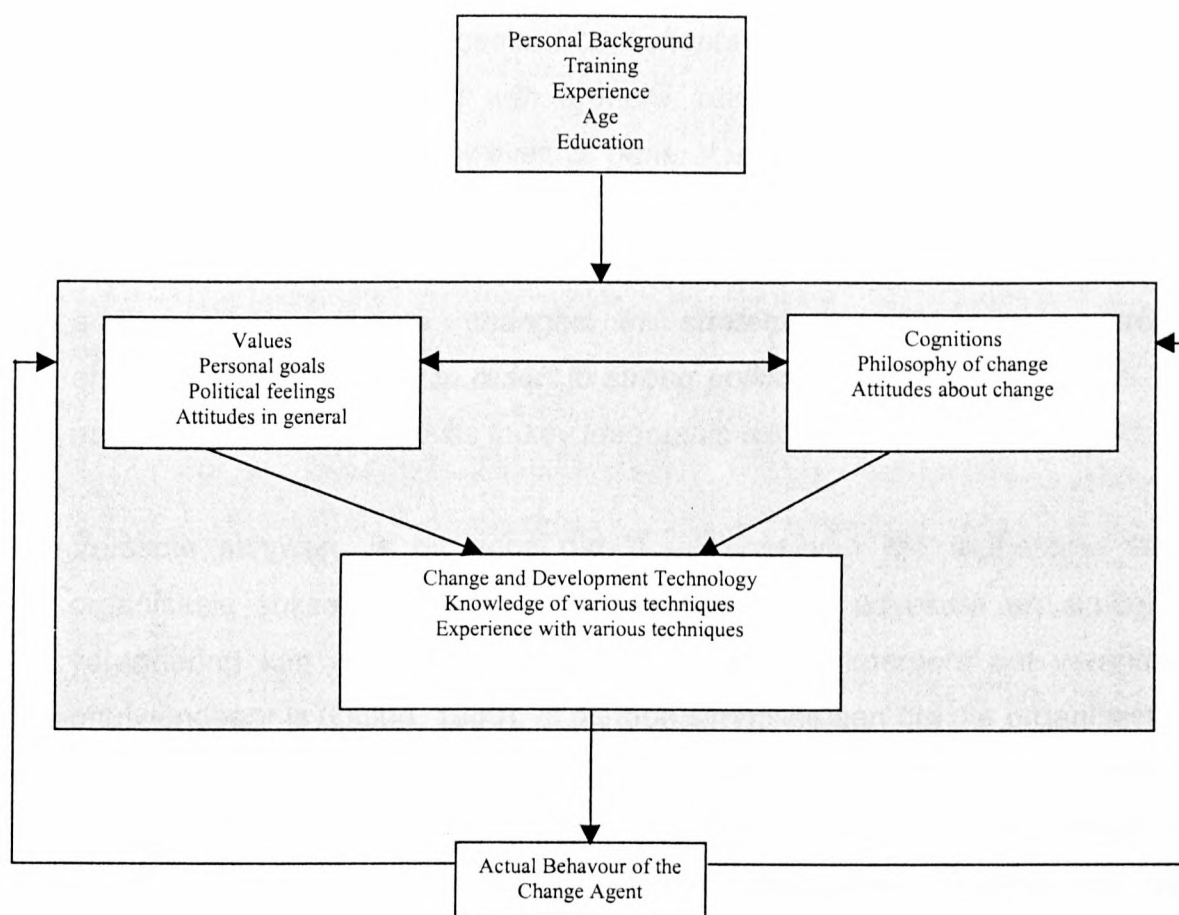 Personal Background
Training
Experience
Age
Education
Values
Personal goals
Political feelings
Attitudes in general
Cognitions
Philosophy of change
Attitudes about change
Change and Development Technology
Knowledge of various techniques
Experience with various techniques
Actual Behavour of the
Change Agent